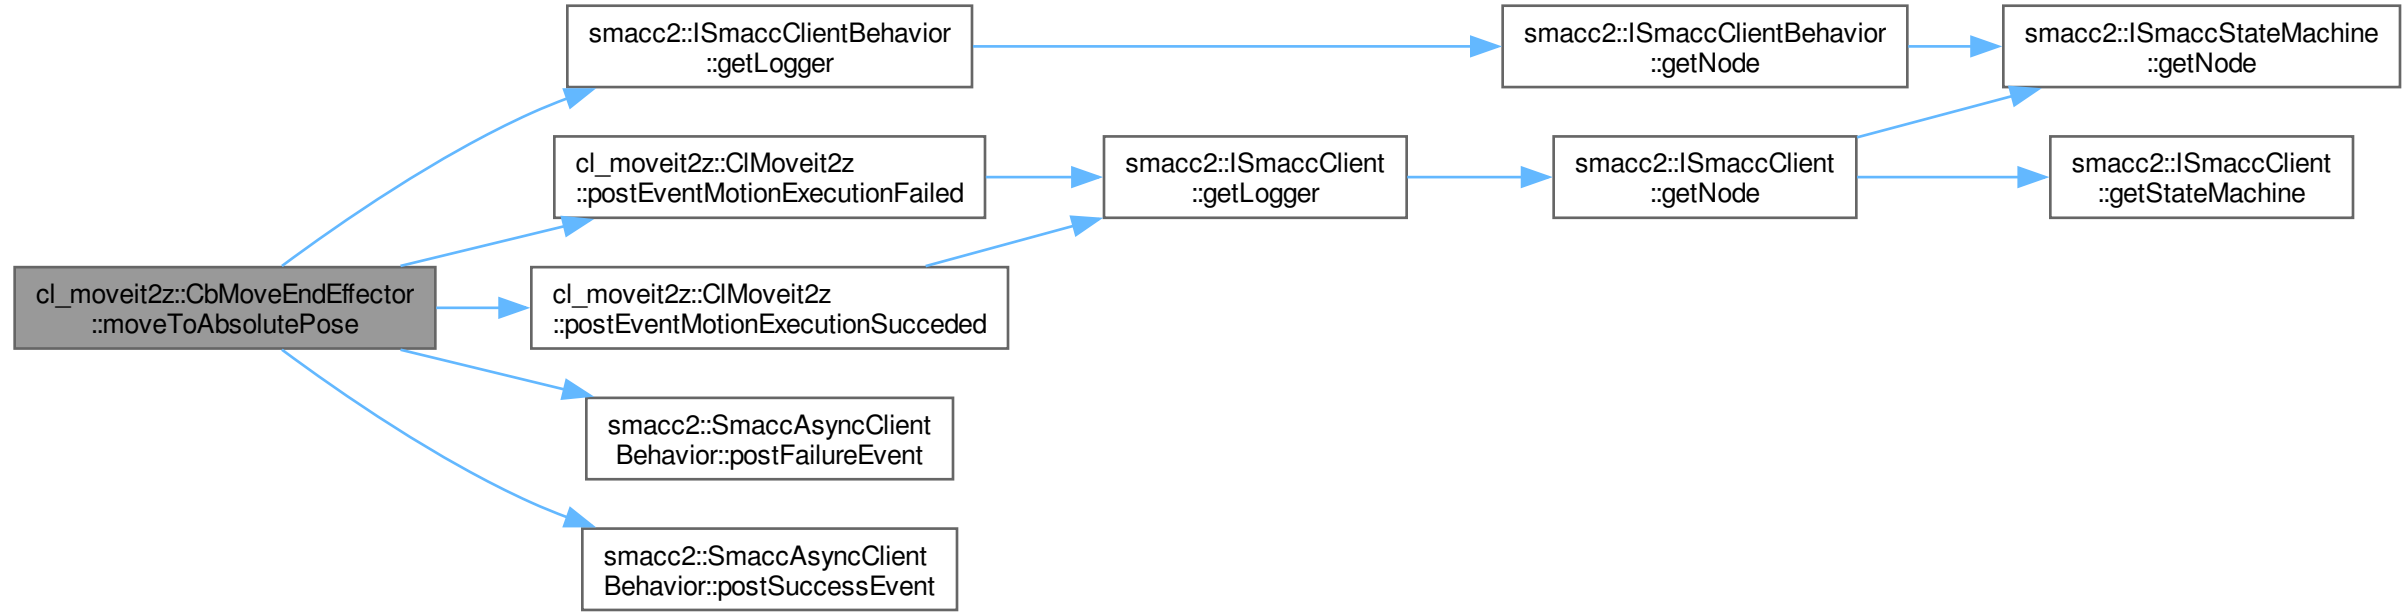 smacc2::ISmaccClientBehavior
::getLogger
smacc2::ISmaccClientBehavior
::getNode
smacc2::ISmaccStateMachine
::getNode
cl_moveit2z::ClMoveit2z
::postEventMotionExecutionFailed
smacc2::ISmaccClient
::getLogger
smacc2::ISmaccClient
::getNode
smacc2::ISmaccClient
::getStateMachine
cl_moveit2z::CbMoveEndEffector
::moveToAbsolutePose
cl_moveit2z::ClMoveit2z
::postEventMotionExecutionSucceded
smacc2::SmaccAsyncClient
Behavior::postFailureEvent
smacc2::SmaccAsyncClient
Behavior::postSuccessEvent